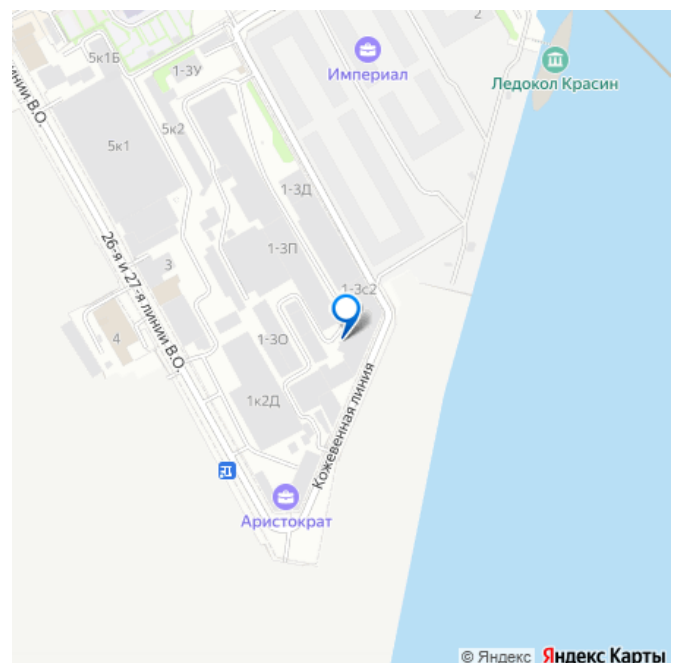 2
5к1Б
1-3У
Империал
Ледокол Красин
линии В.О.
5к2
5к1
1-3Д
26-я и 27-я линии В.О.
1-3П
3
1-3с2
4
1-3О
Кожевенная линия
1к2Д
Аристократ
© Яндекс Яндекс Карты